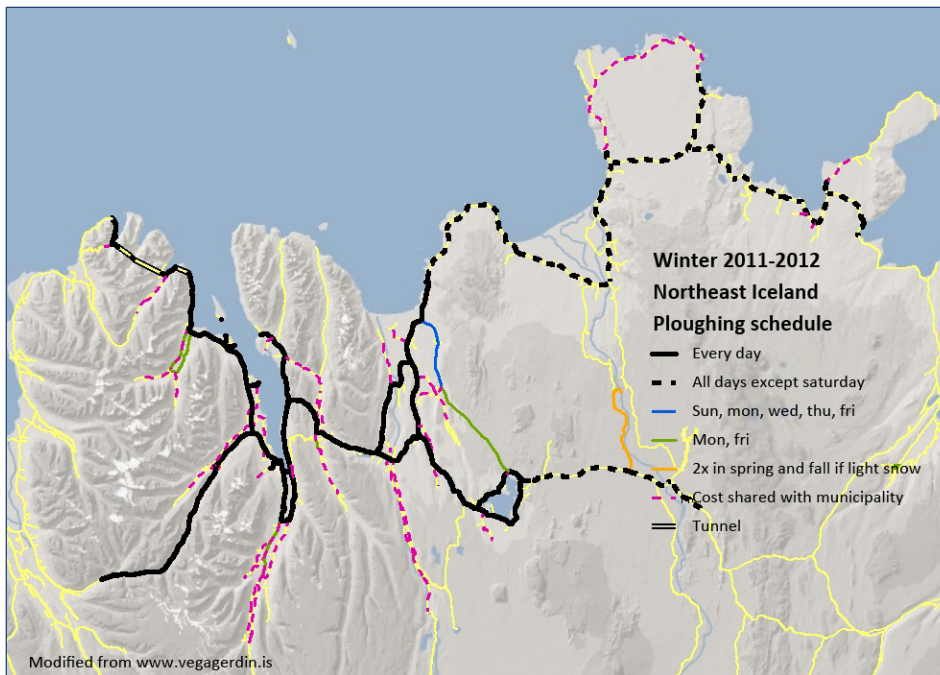 Winter 2011-2012
Northeast Iceland
Ploughing schedule
Every day
All days except saturday
Sun, mon, wed, thu, fri
Mon, fri
2x in spring and fall if light snow
Cost shared with municipality
Tunnel
Modified from www.vegagerdin.is